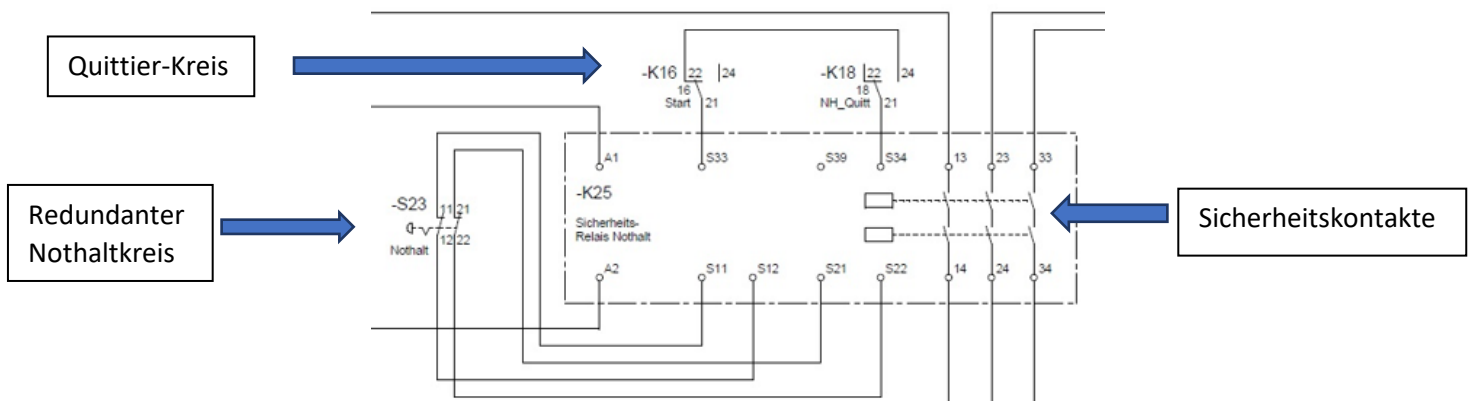 Quittier-Kreis
-K16 22 24
16
Start 21
-K18 22 24
18
NH_Quitt 21
A1 S33 S39 S34 13 23 33
-K25
Sicherheits-
Relais Nothalt
Redundanter
Nothaltkreis
-S23 11 21
12 22
Nothalt
Sicherheitskontakte
A2 S11 S12 S21 S22 14 24 34